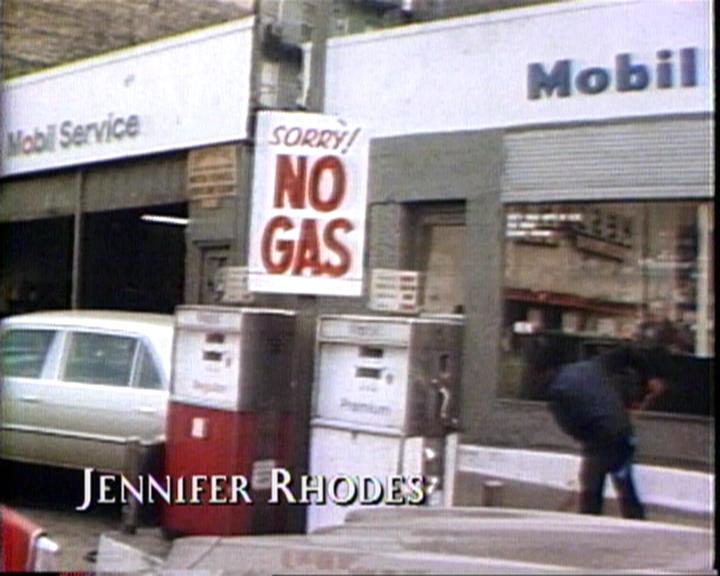 Mobil Service
Mobil
SORRY!
NO
GAS
Regular
Premium
JENNIFER RHODES